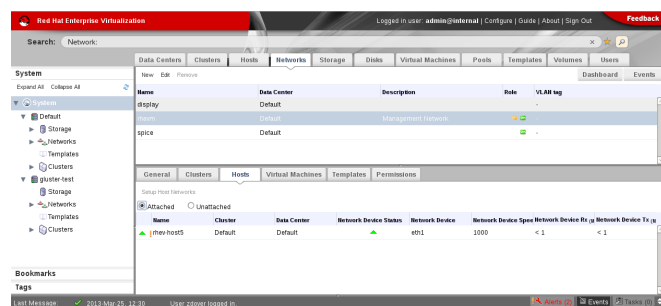 Red Hat Enterprise Virtualization
Logged in user: admin@internal | Configure | Guide | About | Sign Out
Feedback
Search: Network:
Data Centers Clusters Hosts Networks Storage Disks Virtual Machines Pools Templates Volumes Users
System
New Edit Remove
Dashboard Events
Expand All Collapse All
Name Data Center Description Role VLAN tag
System
display Default -
Default
rhevm Default Management Network -
Storage
spice Default -
Networks
Templates
Clusters
General Clusters Hosts Virtual Machines Templates Permissions
gluster-test
Storage
Setup Host Networks
Networks
Attached Unattached
Templates
Name Cluster Data Center Network Device Status Network Device Network Device Spee Network Device Rx Network Device Tx
Clusters
rhev-host5 Default Default eth1 1000 < 1 < 1
Bookmarks
Tags
Last Message: 2013-Mar-25, 12:30 User zdover logged in.
Alerts (2) Events Tasks (0)